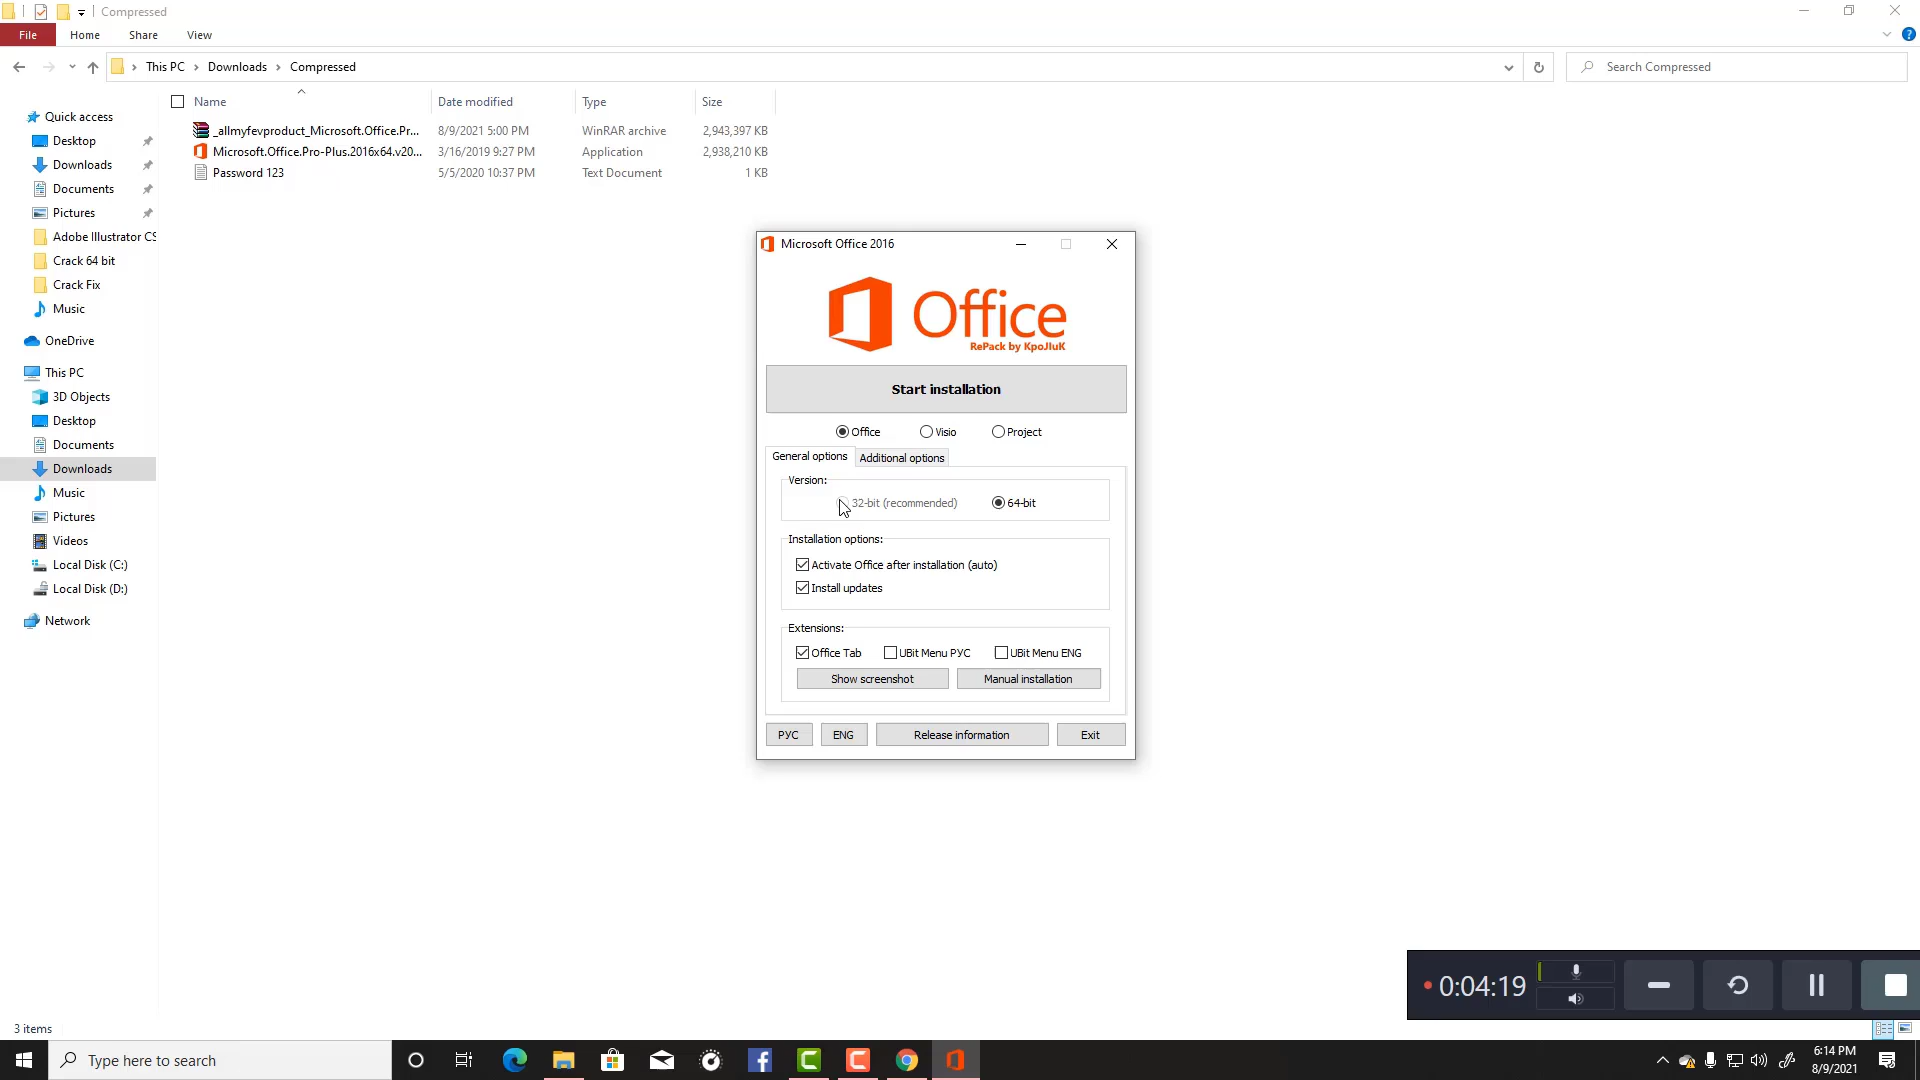 Compressed
File Home Share View
This PC Downloads Compressed
Search Compressed
Name Date modified Type Size
_allmyfevproduct_Microsoft.Office.Pr... 8/9/2021 5:00 PM WinRAR archive 2,943,397 KB
Microsoft.Office.Pro-Plus.2016x64.v20... 3/16/2019 9:27 PM Application 2,938,210 KB
Password 123 5/5/2020 10:37 PM Text Document 1 KB
Quick access
Desktop
Downloads
Documents
Pictures
Adobe Illustrator CS
Crack 64 bit
Crack Fix
Music
OneDrive
This PC
3D Objects
Desktop
Documents
Downloads
Music
Pictures
Videos
Local Disk (C:)
Local Disk (D:)
Network
Microsoft Office 2016
Office
RePack by KpoJIuK
Start installation
Office Visio Project
General options Additional options
Version:
32-bit (recommended) 64-bit
Installation options:
Activate Office after installation (auto)
Install updates
Extensions:
Office Tab UBit Menu РУС UBit Menu ENG
Show screenshot Manual installation
РУС ENG Release information Exit
0:04:19
3 items
Type here to search
6:14 PM
8/9/2021